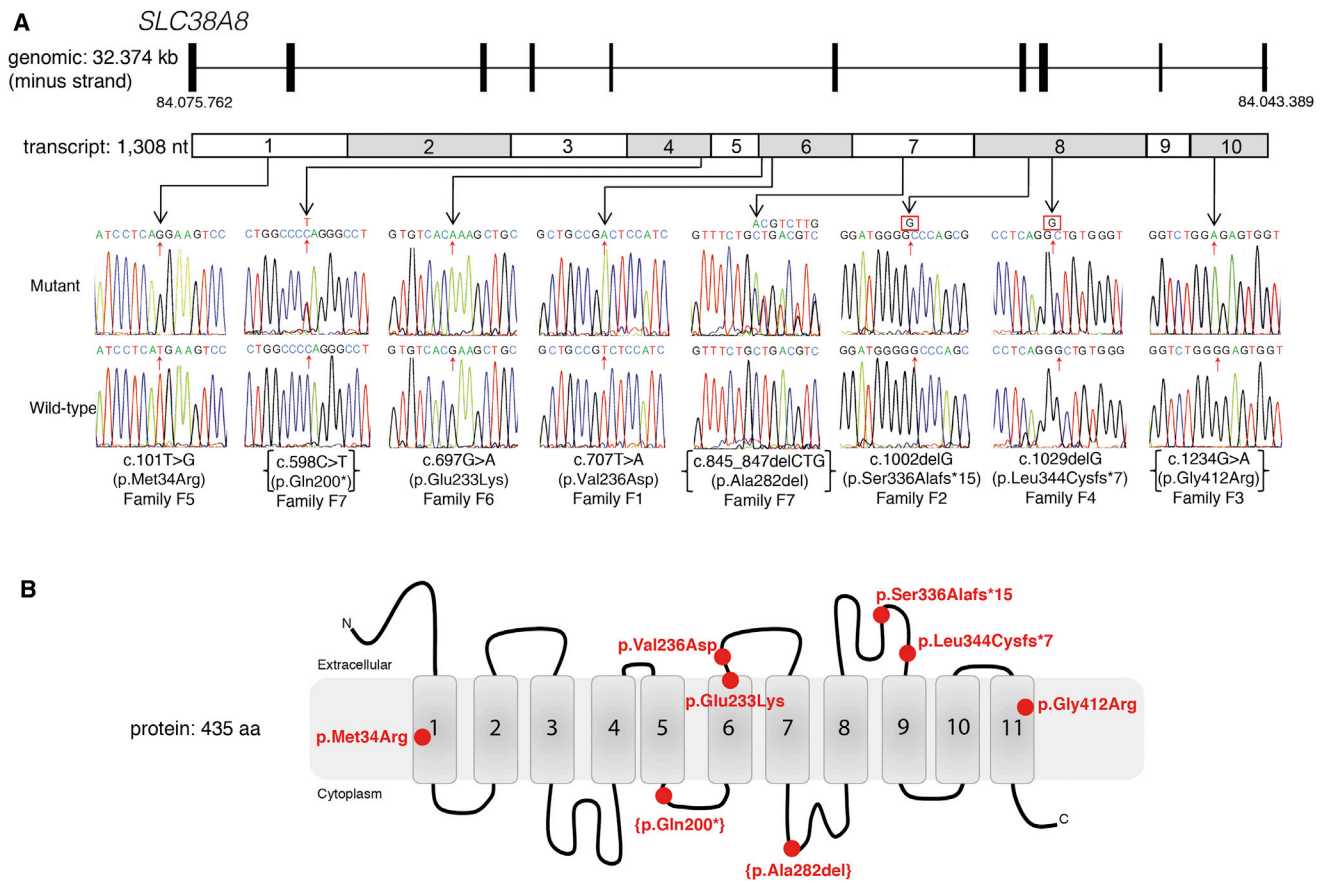 A
SLC38A8
genomic: 32.374 kb
(minus strand)
84.075.762
84.043.389
transcript: 1,308 nt
1 2 3 4 5 6 7 8 9 10
T
ACGTCTTG
G
G
ATCCTCAGGAAGTCC
CTGGCCCCAGGGCCT
GTGTCACAAAGCTGC
GCTGCCGACTCCATC
GTTTCTGCTGACGTC
GGATGGGGGCCCAGCG
CCTCAGGCTGTGGGT
GGTCTGGAGAGTGGT
Mutant
ATCCTCATGAAGTCC
CTGGCCCCAGGGCCT
GTGTCACGAAGCTGC
GCTGCCGTCTCCATC
GTTTCTGCTGACGTC
GGATGGGGGGCCCAGC
CCTCAGGGCTGTGGG
GGTCTGGGGAGTGGT
Wild-type
c.101T>G
(p.Met34Arg)
Family F5
c.598C>T
(p.Gln200*)
Family F7
c.697G>A
(p.Glu233Lys)
Family F6
c.707T>A
(p.Val236Asp)
Family F1
c.845_847delCTG
(p.Ala282del)
Family F7
c.1002delG
(p.Ser336Alafs*15)
Family F2
c.1029delG
(p.Leu344Cysfs*7)
Family F4
c.1234G>A
(p.Gly412Arg)
Family F3
B
p.Ser336Alafs*15
N
p.Val236Asp
p.Leu344Cysfs*7
Extracellular
p.Glu233Lys
p.Gly412Arg
protein: 435 aa
p.Met34Arg
1 2 3 4 5 6 7 8 9 10 11
Cytoplasm
{p.Gln200*}
C
{p.Ala282del}